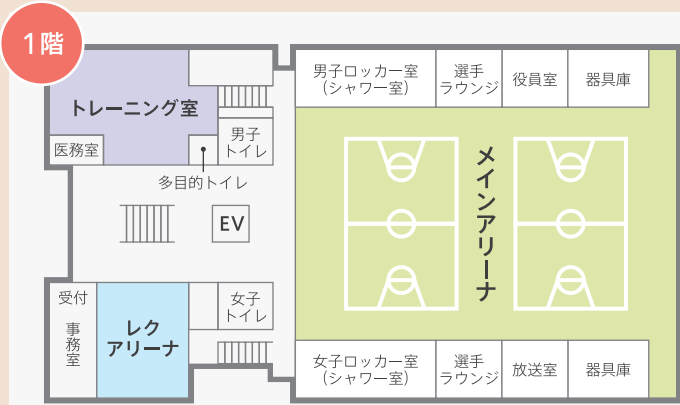 1階
トレーニング室
医務室
男子
トイレ
多目的トイレ
EV
受付
事務室
レク
アリーナ
女子
トイレ
男子ロッカー室
(シャワー室)
選手
ラウンジ
役員室
器具庫
メインアリーナ
女子ロッカー室
(シャワー室)
選手
ラウンジ
放送室
器具庫